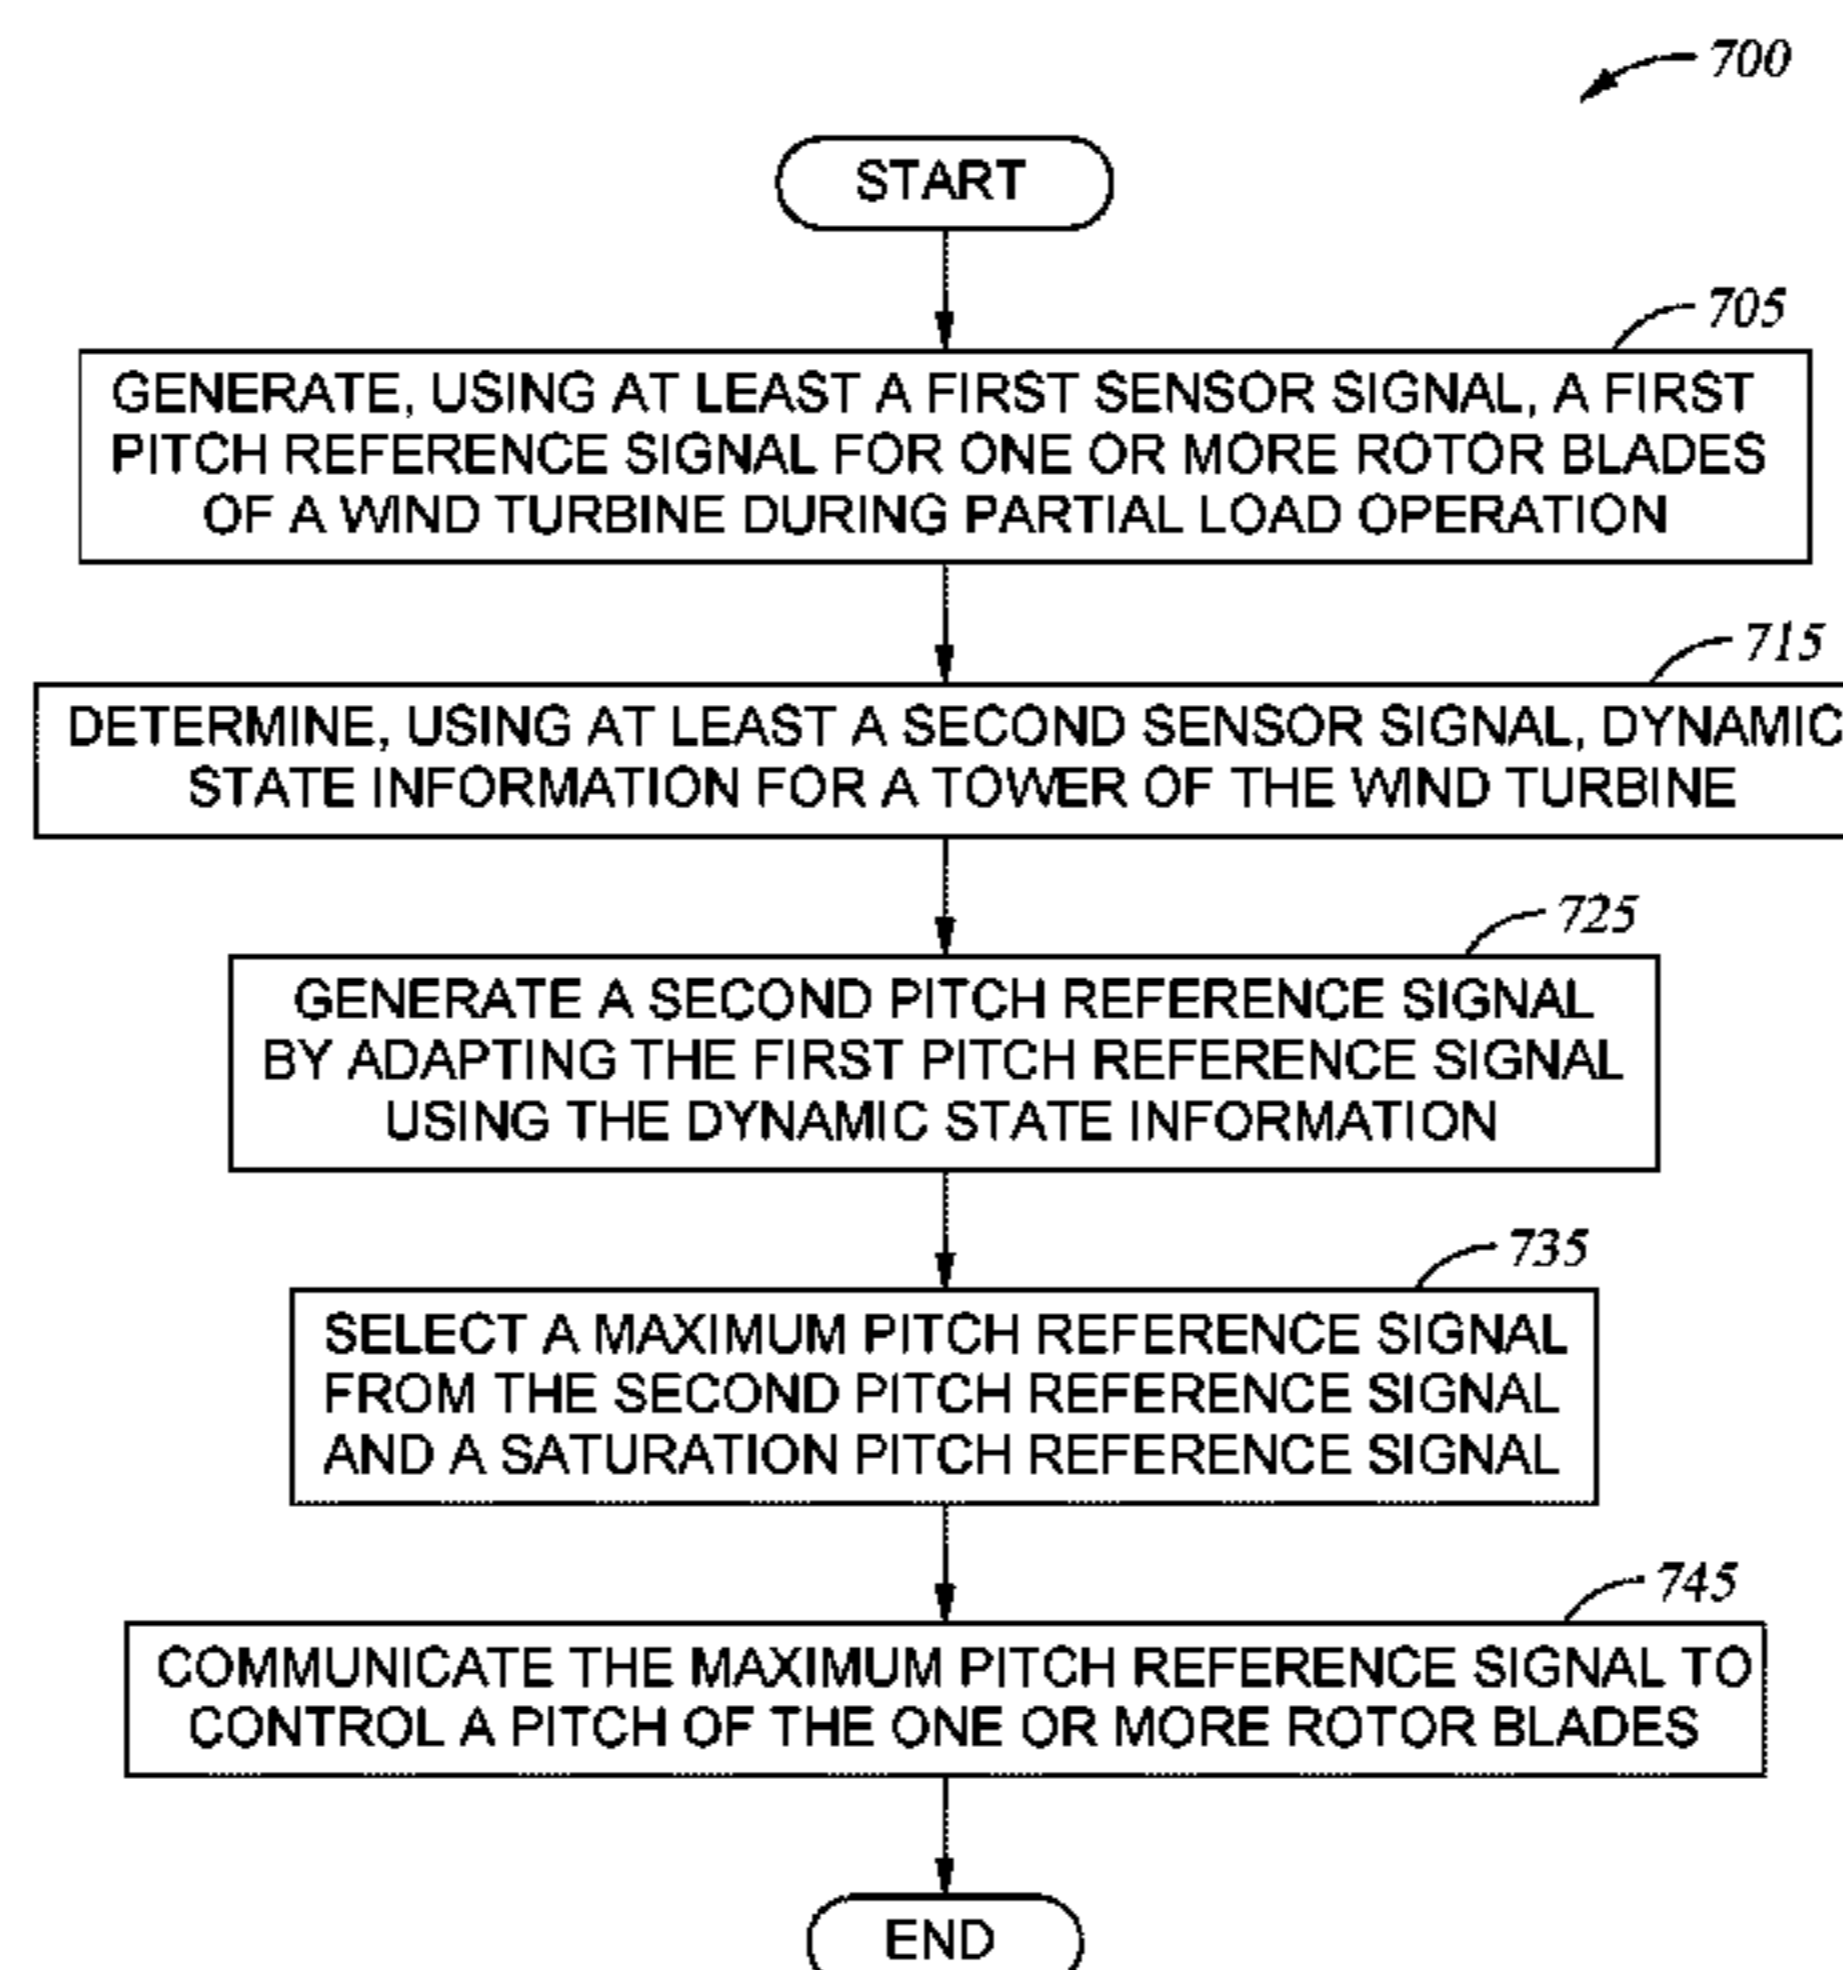 700
START
705
GENERATE, USING AT LEAST A FIRST SENSOR SIGNAL, A FIRST
PITCH REFERENCE SIGNAL FOR ONE OR MORE ROTOR BLADES
OF A WIND TURBINE DURING PARTIAL LOAD OPERATION
715
DETERMINE, USING AT LEAST A SECOND SENSOR SIGNAL, DYNAMIC
STATE INFORMATION FOR A TOWER OF THE WIND TURBINE
725
GENERATE A SECOND PITCH REFERENCE SIGNAL
BY ADAPTING THE FIRST PITCH REFERENCE SIGNAL
USING THE DYNAMIC STATE INFORMATION
735
SELECT A MAXIMUM PITCH REFERENCE SIGNAL
FROM THE SECOND PITCH REFERENCE SIGNAL
AND A SATURATION PITCH REFERENCE SIGNAL
745
COMMUNICATE THE MAXIMUM PITCH REFERENCE SIGNAL TO
CONTROL A PITCH OF THE ONE OR MORE ROTOR BLADES
END